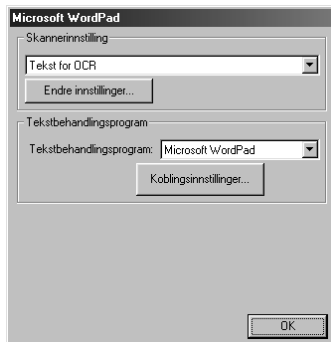 Microsoft WordPad
Skannerinnstilling
Tekst for OCR
Endre innstillinger...
Tekstbehandlingsprogram
Tekstbehandlingsprogram: Microsoft WordPad
Koblingsinnstillinger...
OK